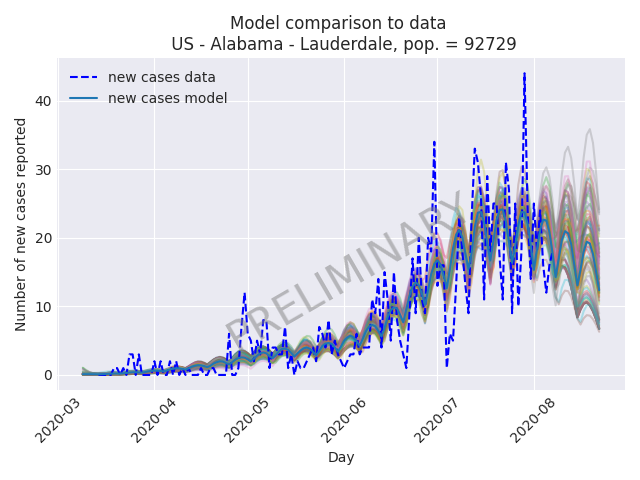 Model comparison to data
US - Alabama - Lauderdale, pop. = 92729
new cases data
new cases model
PRELIMINARY
Number of new cases reported
40
30
20
10
0
2020-03
2020-04
2020-05
2020-06
2020-07
2020-08
Day